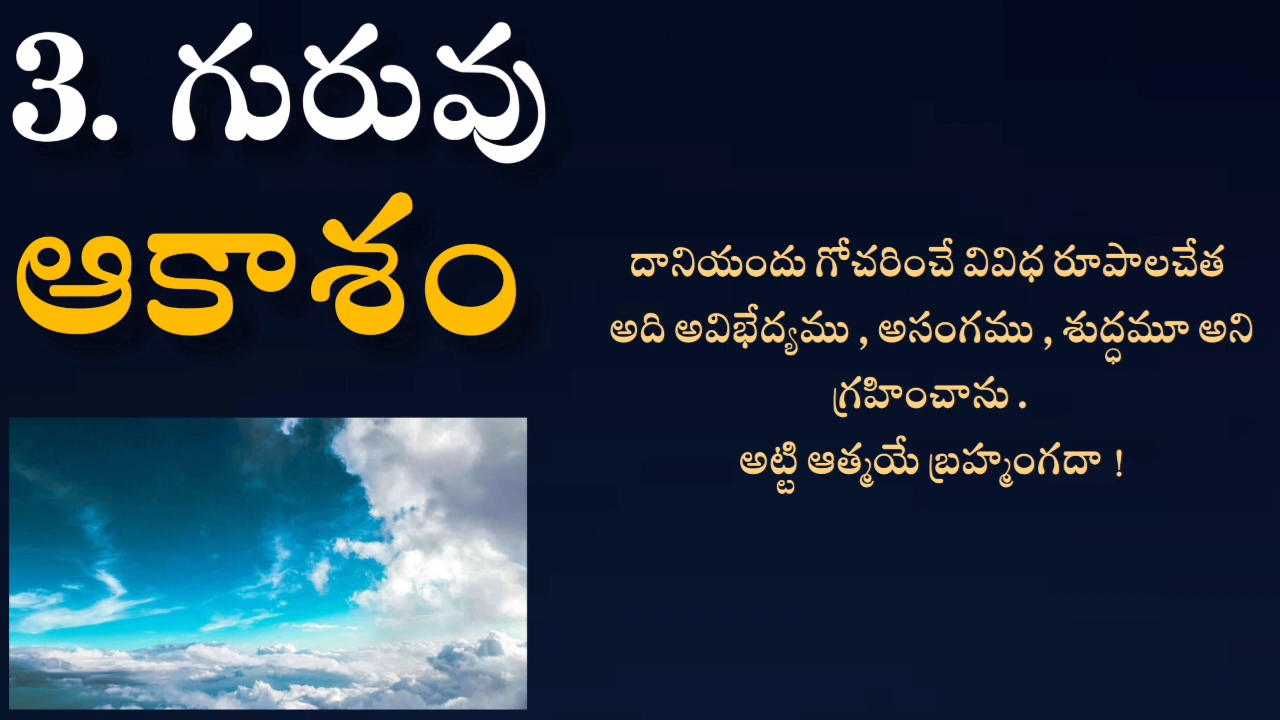 3. గురువు
ఆకాశం
దానియందు గోచరించే వివిధ రూపాలచేత
అది అవిభేద్యము , అసంగము , శుద్ధమూ అని
గ్రహించాను .
అట్టి ఆత్మయే బ్రహ్మంగదా !